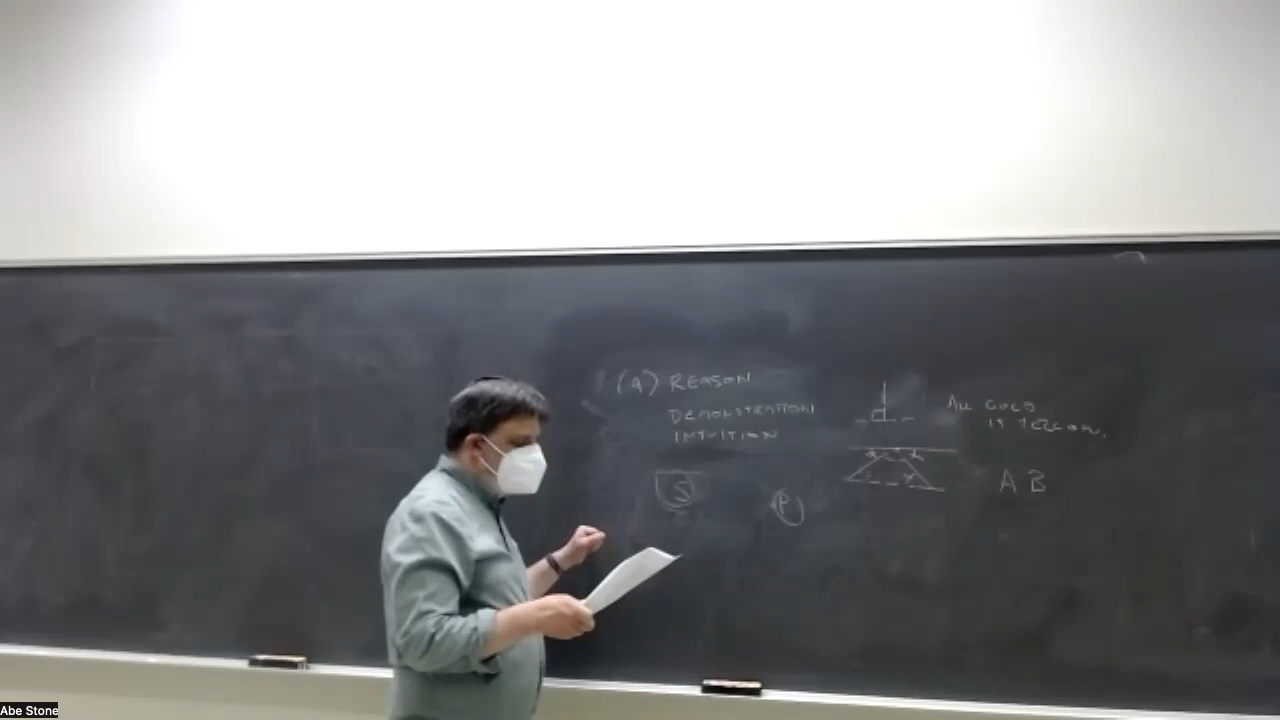 (a) REASON
DEMONSTRATION
INTUITION
S
P
d
ALL GOLD
IS YELLOW.
A B
Abe Stone